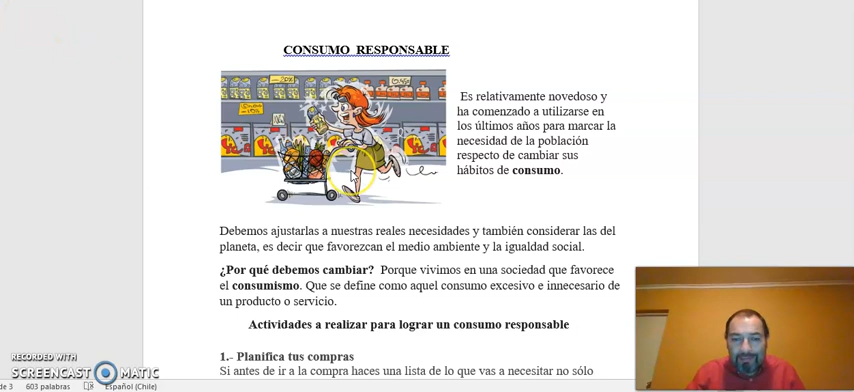 CONSUMO RESPONSABLE
Es relativamente novedoso y
ha comenzado a utilizarse en
los últimos años para marcar la
necesidad de la población
respecto de cambiar sus
hábitos de consumo.
Debemos ajustarlas a nuestras reales necesidades y también considerar las del
planeta, es decir que favorezcan el medio ambiente y la igualdad social.
¿Por qué debemos cambiar? Porque vivimos en una sociedad que favorece
el consumismo. Que se define como aquel consumo excesivo e innecesario de
un producto o servicio.
Actividades a realizar para lograr un consumo responsable
1.- Planifica tus compras
Si antes de ir a la compra haces una lista de lo que vas a necesitar no sólo
RECORDED WITH
SCREENCAST MATIC
de 3 603 palabras Español (Chile)